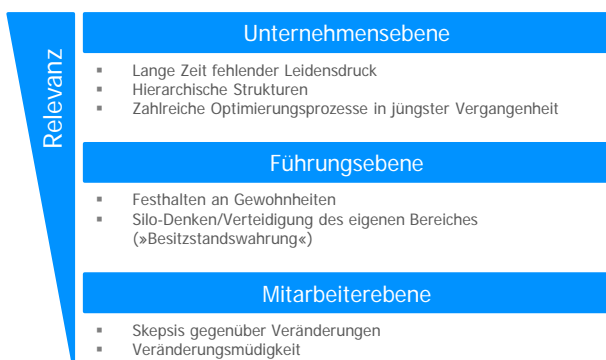 Relevanz
Unternehmensebene
▪ Lange Zeit fehlender Leidensdruck
▪ Hierarchische Strukturen
▪ Zahlreiche Optimierungsprozesse in jüngster Vergangenheit
Führungsebene
▪ Festhalten an Gewohnheiten
▪ Silo-Denken/Verteidigung des eigenen Bereiches
(»Besitzstandswahrung«)
Mitarbeiterebene
▪ Skepsis gegenüber Veränderungen
▪ Veränderungsmüdigkeit